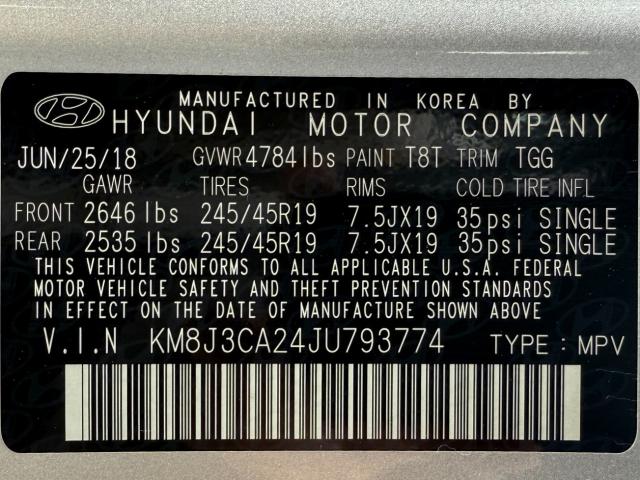 MANUFACTURED IN KOREA BY
HYUNDAI MOTOR COMPANY
JUN/25/18 GVWR 4784lbs PAINT T8T TRIM TGG
GAWR TIRES RIMS COLD TIRE INFL
FRONT 2646 lbs 245/45R19 7.5JX19 35psi SINGLE
REAR 2535 lbs 245/45R19 7.5JX19 35psi SINGLE
THIS VEHICLE CONFORMS TO ALL APPLICABLE U.S.A. FEDERAL
MOTOR VEHICLE SAFETY AND THEFT PREVENTION STANDARDS
IN EFFECT ON THE DATE OF MANUFACTURE SHOWN ABOVE
V.I.N KM8J3CA24JU793774 TYPE : MPV